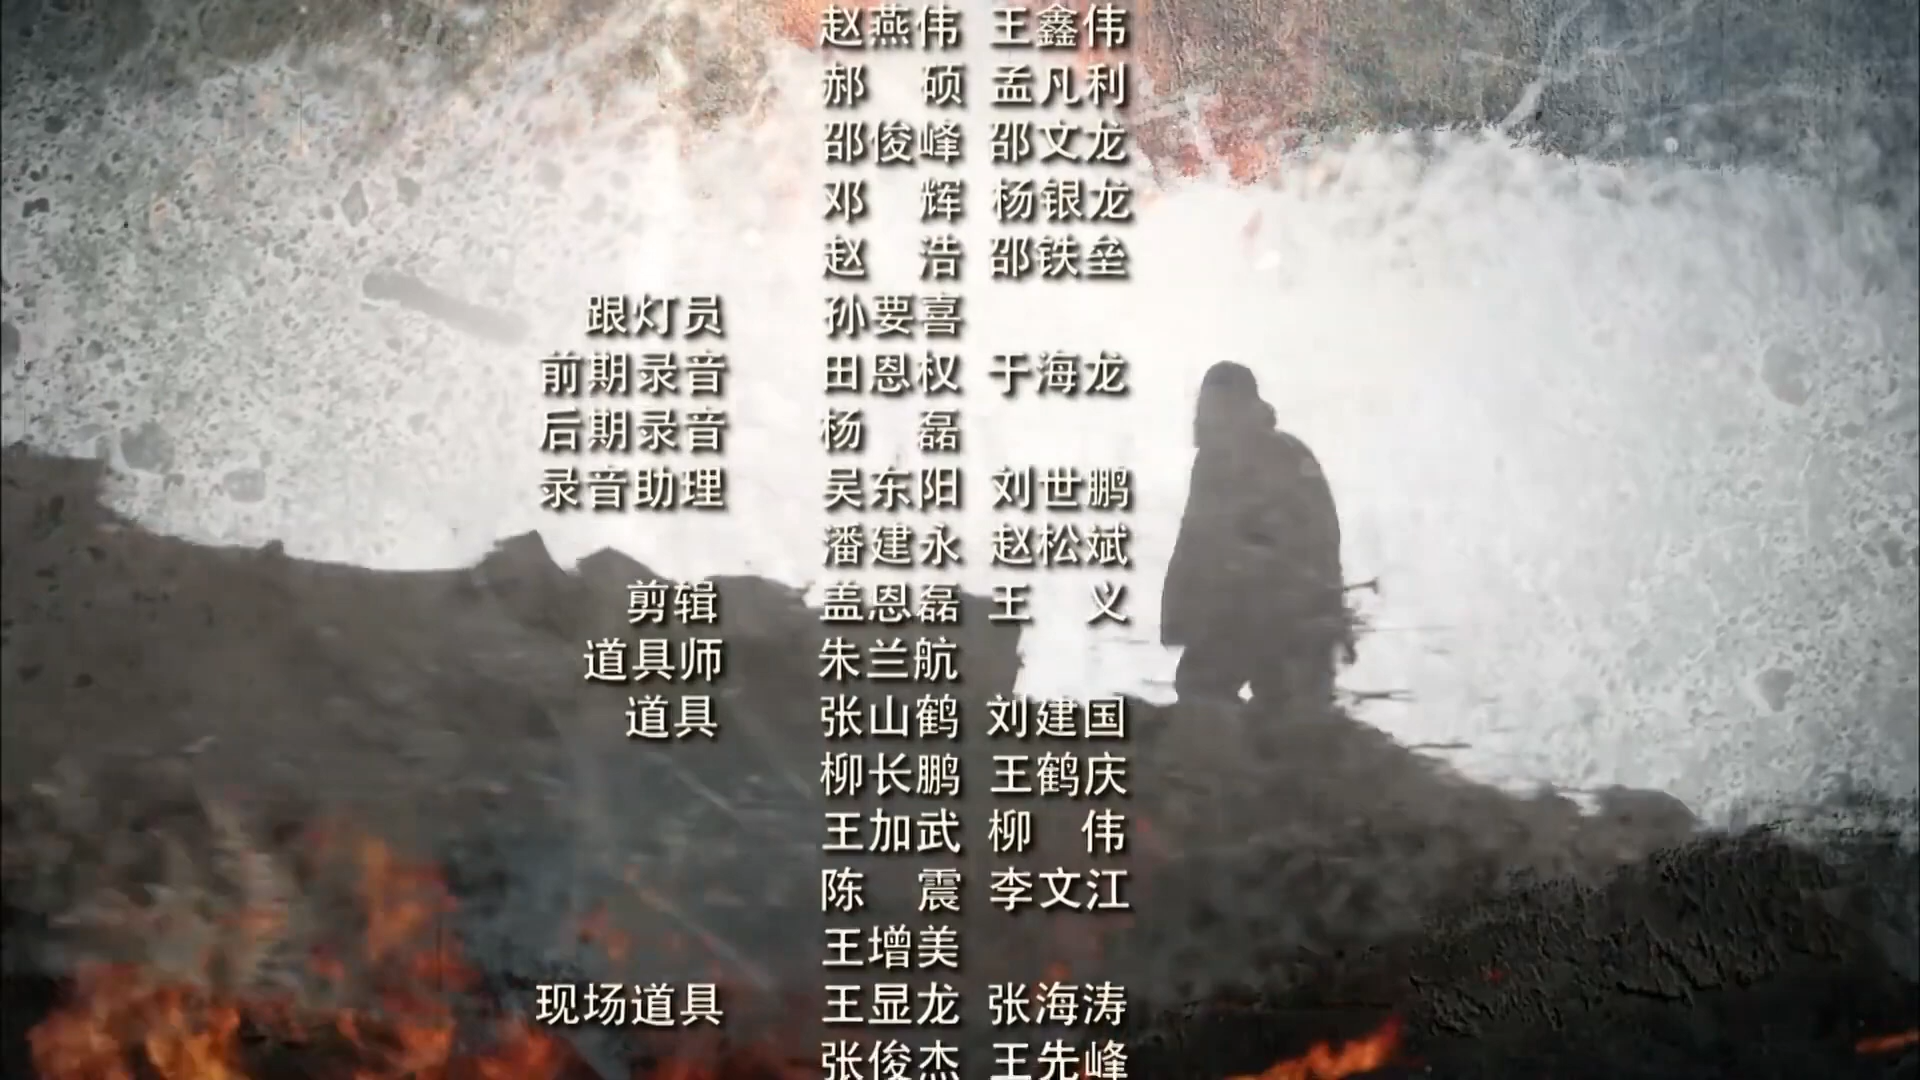 赵燕伟 王鑫伟
郝 硕 孟凡利
邵俊峰 邵文龙
邓 辉 杨银龙
赵 浩 邵铁垒
跟灯员 孙要喜
前期录音 田恩权 于海龙
后期录音 杨 磊
录音助理 吴东阳 刘世鹏
潘建永 赵松斌
剪辑 盖恩磊 王 义
道具师 朱兰航
道具 张山鹤 刘建国
柳长鹏 王鹤庆
王加武 柳 伟
陈 震 李文江
王增美
现场道具 王显龙 张海涛
张俊杰 王先峰